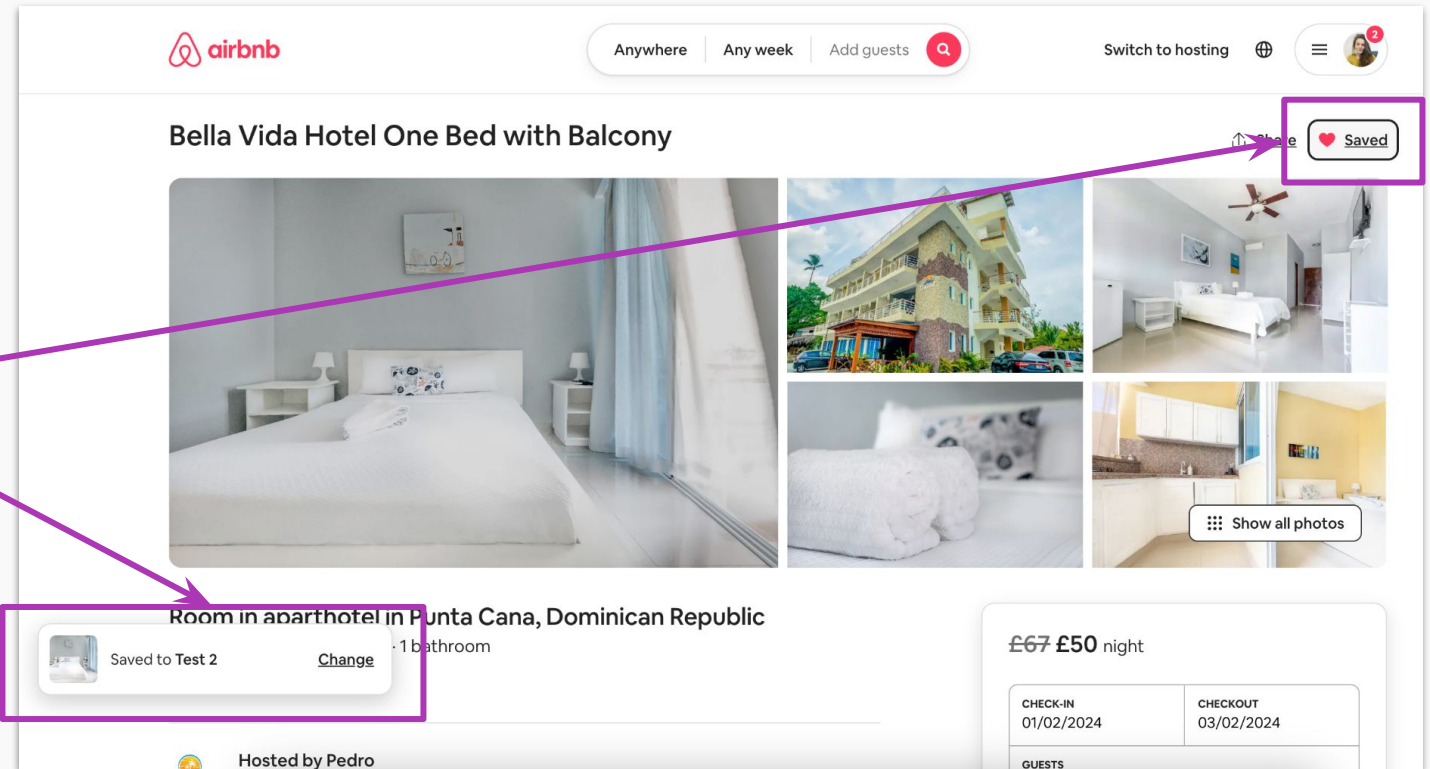 airbnb
Anywhere Any week Add guests
Switch to hosting
2
Bella Vida Hotel One Bed with Balcony
Share Saved
Show all photos
Room in aparthotel in Punta Cana, Dominican Republic
· 1 bathroom
Saved to Test 2 Change
£67 £50 night
CHECK-IN CHECKOUT
01/02/2024 03/02/2024
GUESTS
Hosted by Pedro